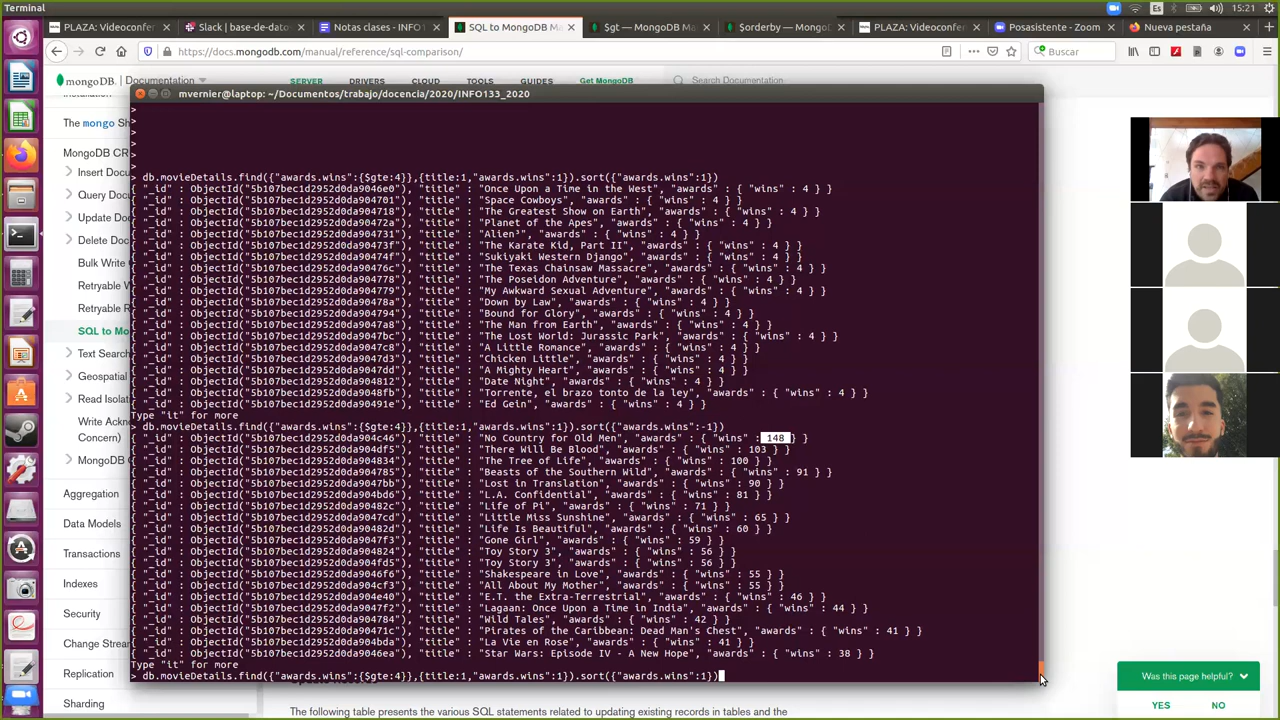 Terminal
Es
15:21
PLAZA: Videoconfer
Slack | base-de-dato
Notas clases - INFO1
SQL to MongoDB M
$gt — MongoDB M
$orderby — MongoD
PLAZA: Videoconfer
Posasistente - Zoom
Nueva pestaña
https://docs.mongodb.com/manual/reference/sql-comparison/
Buscar
mongoDB. | Documentation
SERVER DRIVERS CLOUD TOOLS GUIDES Get MongoDB
Search Documentation
Installation
The mongo Sh
MongoDB CR
Insert Docu
Query Docu
Update Do
Delete Doc
Bulk Write
Retryable W
Retryable R
SQL to Mo
Text Search
Geospatial
Read Isolat
Write Ackn
Concern)
MongoDB C
Aggregation
Data Models
Transactions
Indexes
Security
Change Stream
Replication
Sharding
mvernier@laptop: ~/Documentos/trabajo/docencia/2020/INFO133_2020
>
>
>
>
>
>
> db.movieDetails.find({"awards.wins":{$gte:4}},{title:1,"awards.wins":1}).sort({"awards.wins":1})
{ "_id" : ObjectId("5b107bec1d2952d0da9046e0"), "title" : "Once Upon a Time in the West", "awards" : { "wins" : 4 } }
{ "_id" : ObjectId("5b107bec1d2952d0da904701"), "title" : "Space Cowboys", "awards" : { "wins" : 4 } }
{ "_id" : ObjectId("5b107bec1d2952d0da904718"), "title" : "The Greatest Show on Earth", "awards" : { "wins" : 4 } }
{ "_id" : ObjectId("5b107bec1d2952d0da90472a"), "title" : "Planet of the Apes", "awards" : { "wins" : 4 } }
{ "_id" : ObjectId("5b107bec1d2952d0da904731"), "title" : "Alien³", "awards" : { "wins" : 4 } }
{ "_id" : ObjectId("5b107bec1d2952d0da90473f"), "title" : "The Karate Kid, Part II", "awards" : { "wins" : 4 } }
{ "_id" : ObjectId("5b107bec1d2952d0da90474f"), "title" : "Sukiyaki Western Django", "awards" : { "wins" : 4 } }
{ "_id" : ObjectId("5b107bec1d2952d0da90476c"), "title" : "The Texas Chainsaw Massacre", "awards" : { "wins" : 4 } }
{ "_id" : ObjectId("5b107bec1d2952d0da904774"), "title" : "The Poseidon Adventure", "awards" : { "wins" : 4 } }
{ "_id" : ObjectId("5b107bec1d2952d0da904779"), "title" : "My Awkward Sexual Adventure", "awards" : { "wins" : 4 } }
{ "_id" : ObjectId("5b107bec1d2952d0da90478a"), "title" : "Down by Law", "awards" : { "wins" : 4 } }
{ "_id" : ObjectId("5b107bec1d2952d0da904794"), "title" : "Bound for Glory", "awards" : { "wins" : 4 } }
{ "_id" : ObjectId("5b107bec1d2952d0da9047a8"), "title" : "The Man from Earth", "awards" : { "wins" : 4 } }
{ "_id" : ObjectId("5b107bec1d2952d0da9047bc"), "title" : "The Lost World: Jurassic Park", "awards" : { "wins" : 4 } }
{ "_id" : ObjectId("5b107bec1d2952d0da9047c8"), "title" : "A Little Romance", "awards" : { "wins" : 4 } }
{ "_id" : ObjectId("5b107bec1d2952d0da9047d3"), "title" : "Chicken Little", "awards" : { "wins" : 4 } }
{ "_id" : ObjectId("5b107bec1d2952d0da9047dd"), "title" : "A Mighty Heart", "awards" : { "wins" : 4 } }
{ "_id" : ObjectId("5b107bec1d2952d0da904812"), "title" : "Date Night", "awards" : { "wins" : 4 } }
{ "_id" : ObjectId("5b107bec1d2952d0da9048fb"), "title" : "Torrente, el brazo tonto de la ley", "awards" : { "wins" : 4 } }
{ "_id" : ObjectId("5b107bec1d2952d0da90491e"), "title" : "Ed Gein", "awards" : { "wins" : 4 } }
Type "it" for more
> db.movieDetails.find({"awards.wins":{$gte:4}},{title:1,"awards.wins":1}).sort({"awards.wins":-1})
{ "_id" : ObjectId("5b107bec1d2952d0da904c46"), "title" : "No Country for Old Men", "awards" : { "wins" : 148 } }
{ "_id" : ObjectId("5b107bec1d2952d0da904df5"), "title" : "There Will Be Blood", "awards" : { "wins" : 103 } }
{ "_id" : ObjectId("5b107bec1d2952d0da904834"), "title" : "The Tree of Life", "awards" : { "wins" : 100 } }
{ "_id" : ObjectId("5b107bec1d2952d0da904785"), "title" : "Beasts of the Southern Wild", "awards" : { "wins" : 91 } }
{ "_id" : ObjectId("5b107bec1d2952d0da9047bb"), "title" : "Lost in Translation", "awards" : { "wins" : 90 } }
{ "_id" : ObjectId("5b107bec1d2952d0da904bd6"), "title" : "L.A. Confidential", "awards" : { "wins" : 81 } }
{ "_id" : ObjectId("5b107bec1d2952d0da90482c"), "title" : "Life of Pi", "awards" : { "wins" : 71 } }
{ "_id" : ObjectId("5b107bec1d2952d0da9047cd"), "title" : "Little Miss Sunshine", "awards" : { "wins" : 65 } }
{ "_id" : ObjectId("5b107bec1d2952d0da90482d"), "title" : "Life Is Beautiful", "awards" : { "wins" : 60 } }
{ "_id" : ObjectId("5b107bec1d2952d0da9047f3"), "title" : "Gone Girl", "awards" : { "wins" : 59 } }
{ "_id" : ObjectId("5b107bec1d2952d0da904824"), "title" : "Toy Story 3", "awards" : { "wins" : 56 } }
{ "_id" : ObjectId("5b107bec1d2952d0da904fd5"), "title" : "Toy Story 3", "awards" : { "wins" : 56 } }
{ "_id" : ObjectId("5b107bec1d2952d0da9046f6"), "title" : "Shakespeare in Love", "awards" : { "wins" : 55 } }
{ "_id" : ObjectId("5b107bec1d2952d0da904cf3"), "title" : "All About My Mother", "awards" : { "wins" : 55 } }
{ "_id" : ObjectId("5b107bec1d2952d0da904e40"), "title" : "E.T. the Extra-Terrestrial", "awards" : { "wins" : 46 } }
{ "_id" : ObjectId("5b107bec1d2952d0da9047f2"), "title" : "Lagaan: Once Upon a Time in India", "awards" : { "wins" : 44 } }
{ "_id" : ObjectId("5b107bec1d2952d0da904784"), "title" : "Wild Tales", "awards" : { "wins" : 42 } }
{ "_id" : ObjectId("5b107bec1d2952d0da90471c"), "title" : "Pirates of the Caribbean: Dead Man's Chest", "awards" : { "wins" : 41 } }
{ "_id" : ObjectId("5b107bec1d2952d0da904bda"), "title" : "La Vie en Rose", "awards" : { "wins" : 41 } }
{ "_id" : ObjectId("5b107bec1d2952d0da9046ea"), "title" : "Star Wars: Episode IV - A New Hope", "awards" : { "wins" : 38 } }
Type "it" for more
> db.movieDetails.find({"awards.wins":{$gte:4}},{title:1,"awards.wins":1}).sort({"awards.wins":1})
The following table presents the various SQL statements related to updating existing records in tables and the
Was this page helpful?
YES NO